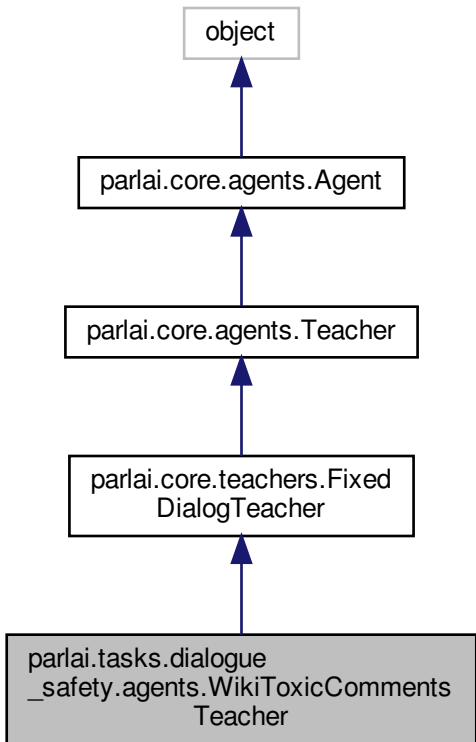 object
parlai.core.agents.Agent
parlai.core.agents.Teacher
parlai.core.teachers.Fixed
DialogTeacher
parlai.tasks.dialogue
_safety.agents.WikiToxicComments
Teacher